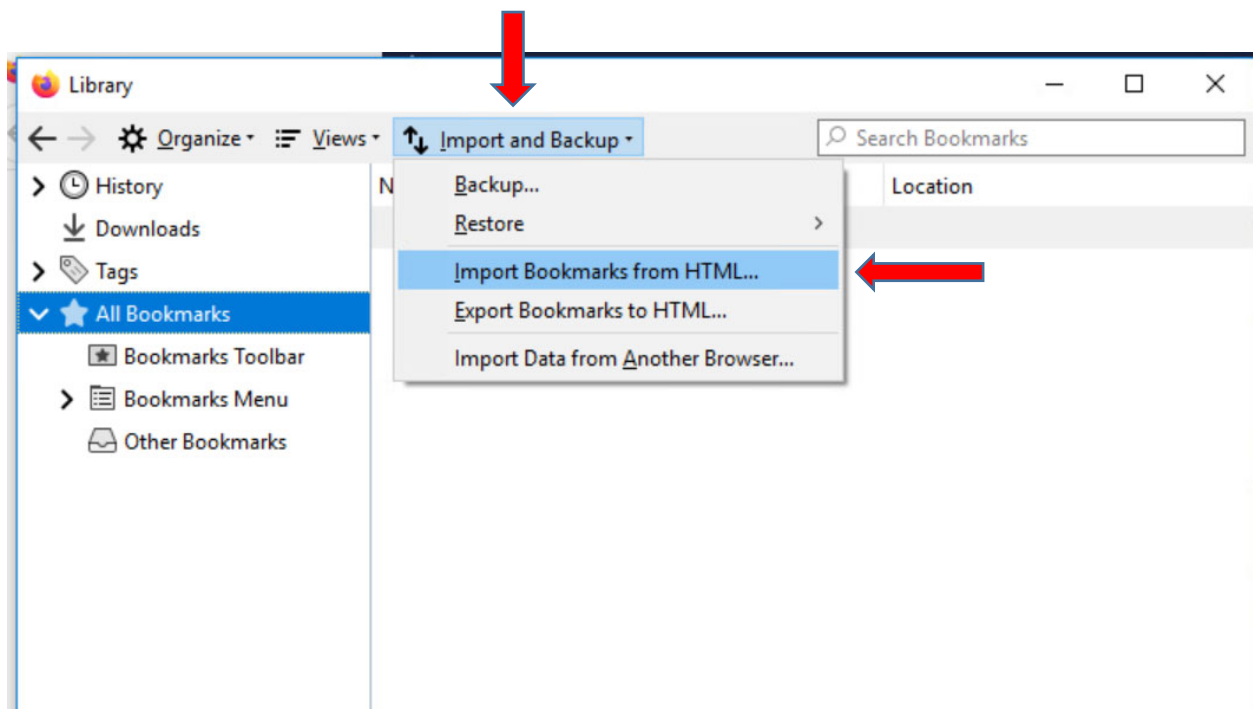 Library
Organize Views Import and Backup Search Bookmarks
History
Downloads
Tags
All Bookmarks
Bookmarks Toolbar
Bookmarks Menu
Other Bookmarks
N Location
Backup...
Restore
Import Bookmarks from HTML...
Export Bookmarks to HTML...
Import Data from Another Browser...